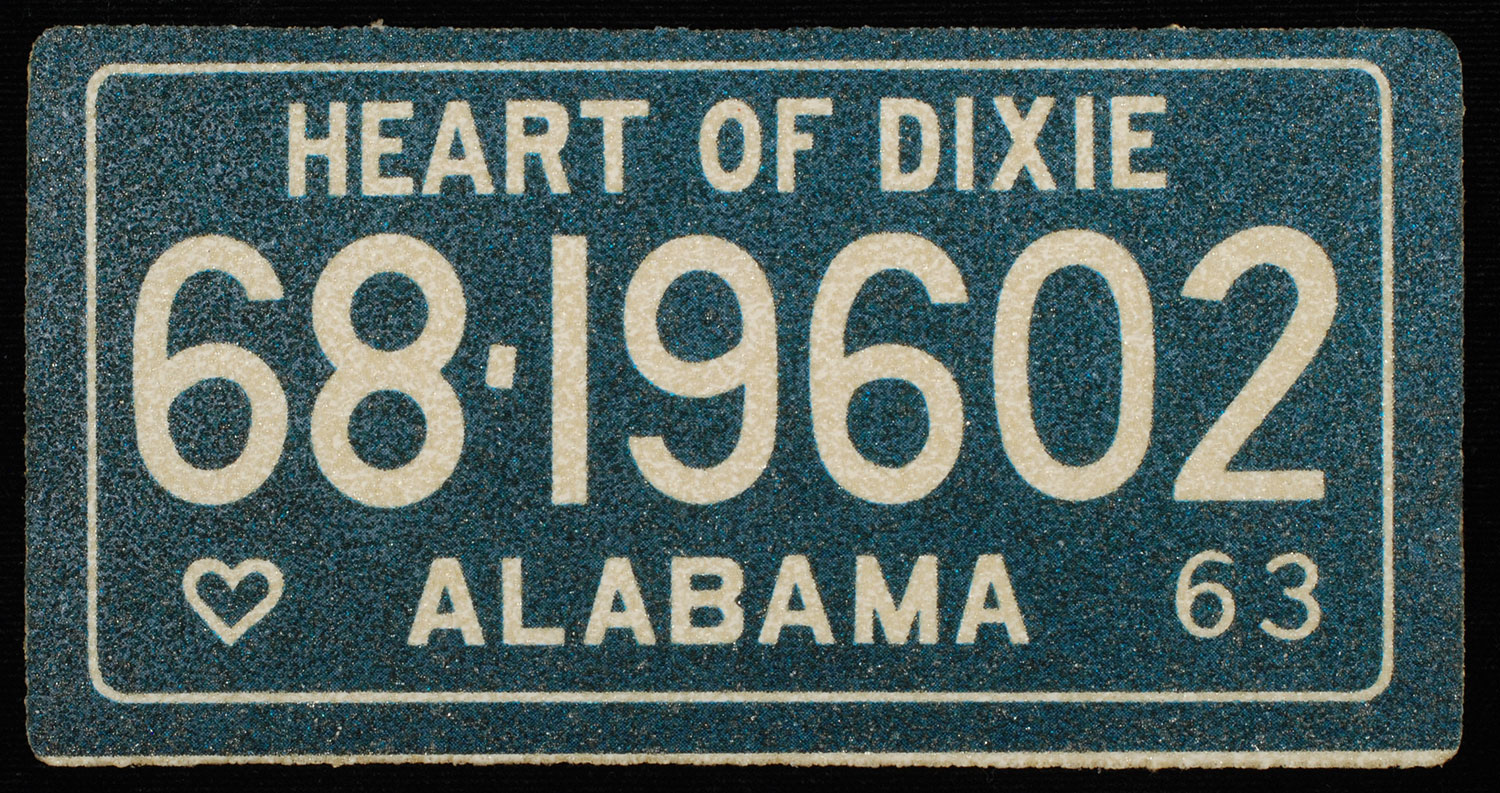 HEART OF DIXIE
68·19602
ALABAMA 63